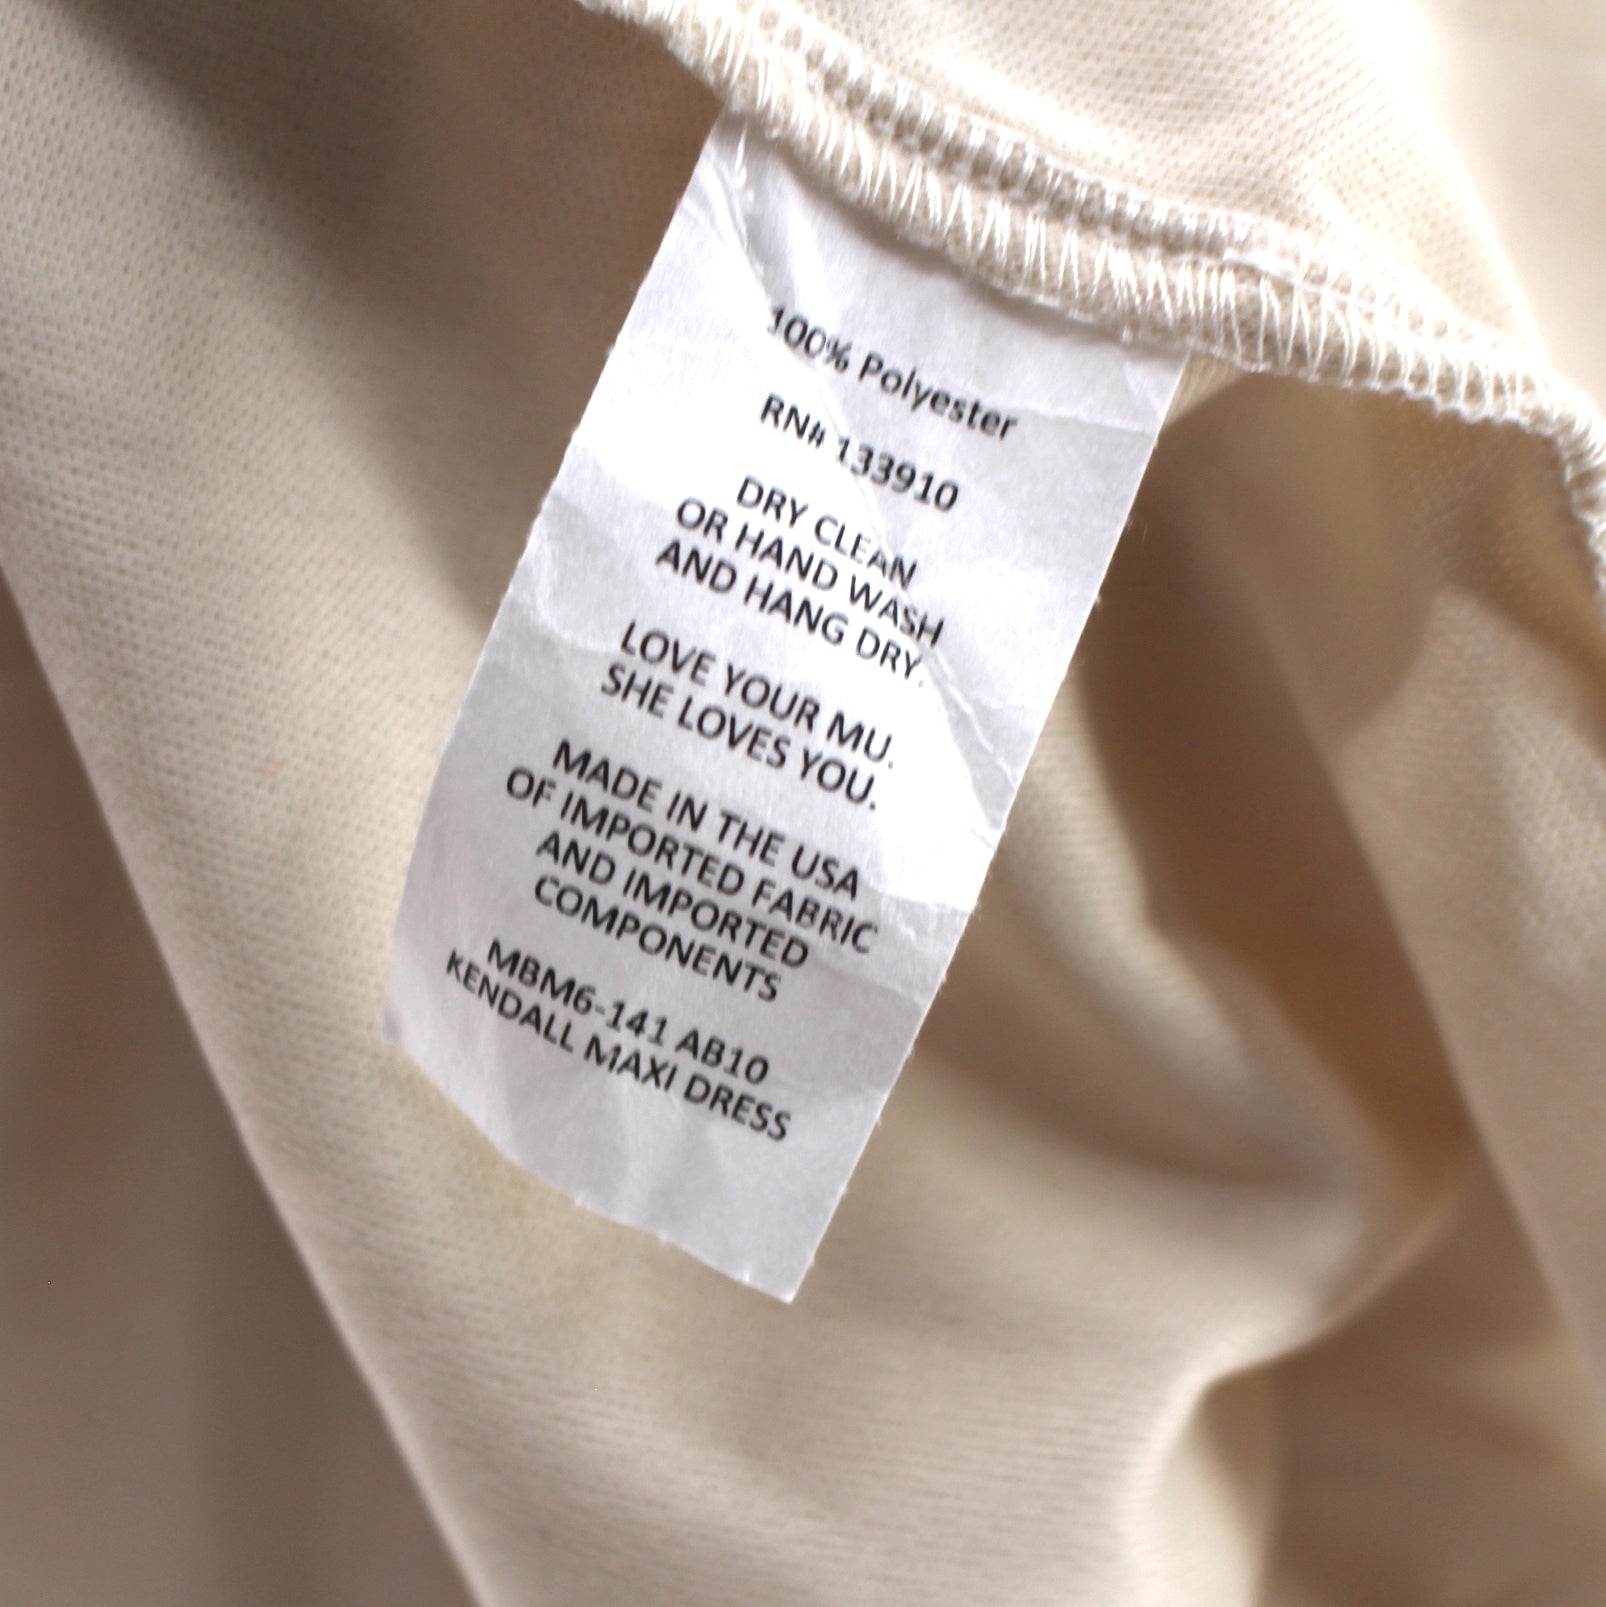 100% Polyester
RN# 133910
DRY CLEAN
OR HAND WASH
AND HANG DRY.
LOVE YOUR MU.
SHE LOVES YOU.
MADE IN THE USA
OF IMPORTED FABRIC
AND IMPORTED
COMPONENTS
MBM6-141 AB10
KENDALL MAXI DRESS